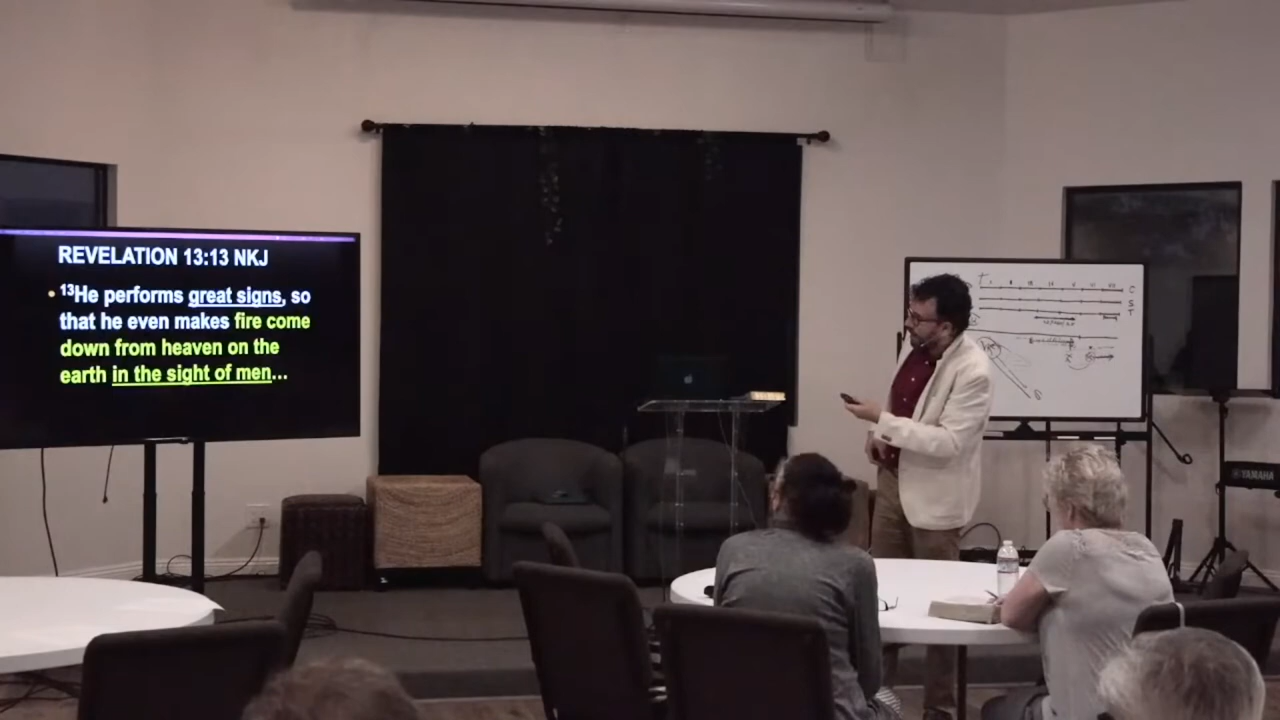 REVELATION 13:13 NKJ
• ¹³He performs great signs, so
that he even makes fire come
down from heaven on the
earth in the sight of men...
C
S
T
YAMAHA